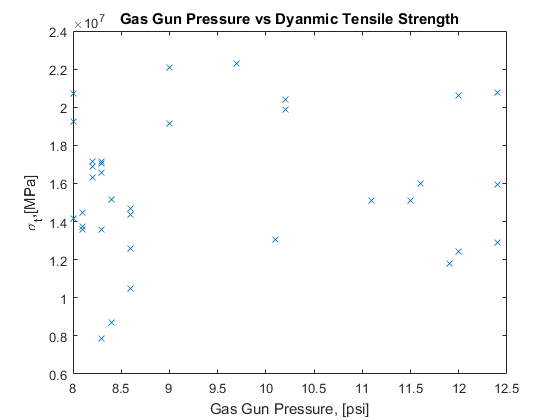 Gas Gun Pressure vs Dyanmic Tensile Strength
×10⁷
2.4
2.2
2
1.8
1.6
1.4
1.2
1
0.8
0.6
σt,[MPa]
8 8.5 9 9.5 10 10.5 11 11.5 12 12.5
Gas Gun Pressure, [psi]